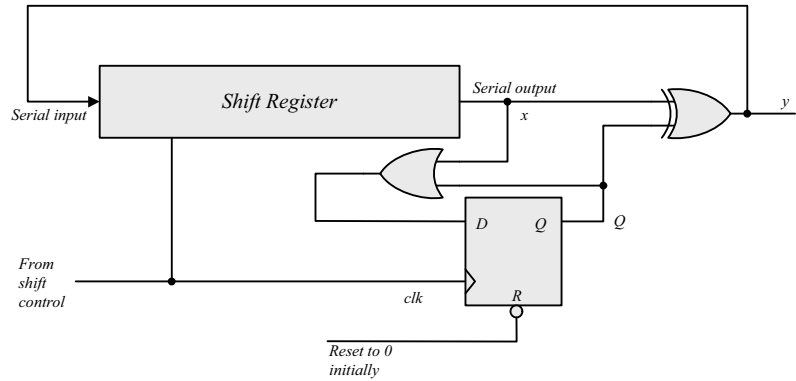 Shift Register
Serial output
y
Serial input
x
D
Q
Q
From
shift
control
clk
R
Reset to 0
initially